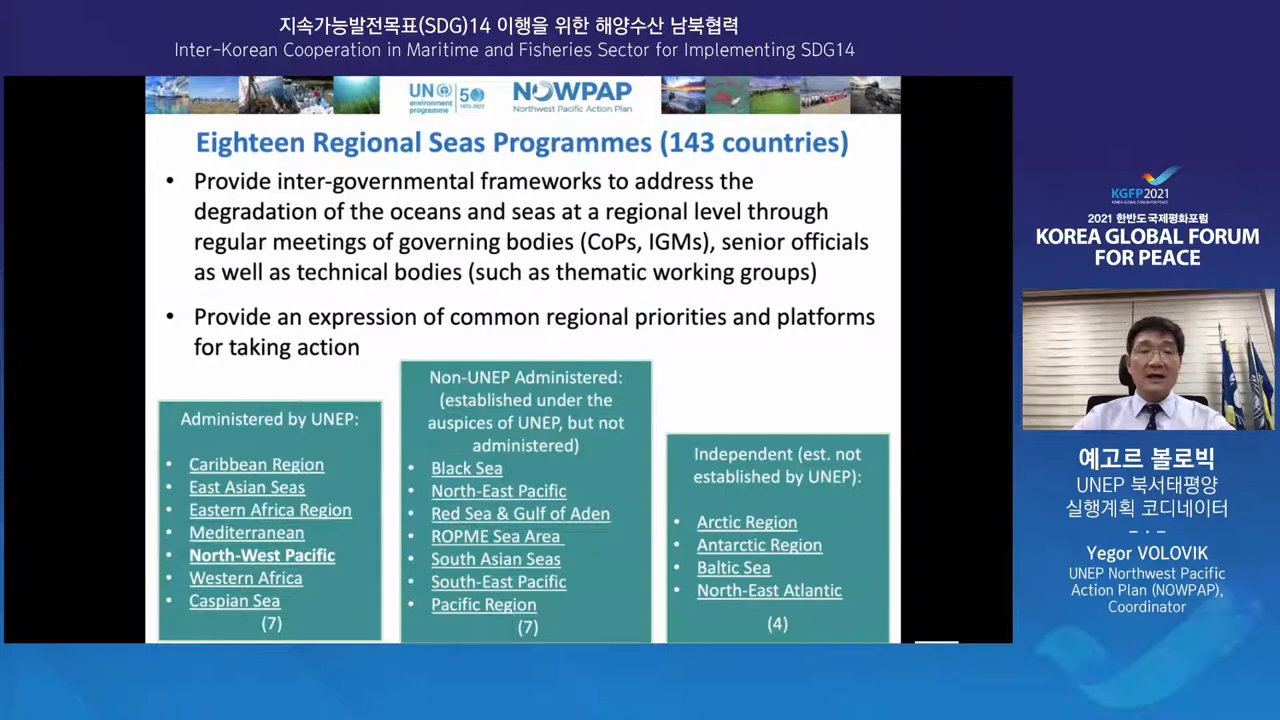 지속가능발전목표(SDG)14 이행을 위한 해양수산 남북협력
Inter-Korean Cooperation in Maritime and Fisheries Sector for Implementing SDG14
UN
environment
programme
50
1972-2022
NOWPAP
Northwest Pacific Action Plan
Eighteen Regional Seas Programmes (143 countries)
• Provide inter-governmental frameworks to address the
degradation of the oceans and seas at a regional level through
regular meetings of governing bodies (CoPs, IGMs), senior officials
as well as technical bodies (such as thematic working groups)
• Provide an expression of common regional priorities and platforms
for taking action
Administered by UNEP:
• Caribbean Region
• East Asian Seas
• Eastern Africa Region
• Mediterranean
• North-West Pacific
• Western Africa
• Caspian Sea
(7)
Non-UNEP Administered:
(established under the
auspices of UNEP, but not
administered)
• Black Sea
• North-East Pacific
• Red Sea & Gulf of Aden
• ROPME Sea Area
• South Asian Seas
• South-East Pacific
• Pacific Region
(7)
Independent (est. not
established by UNEP):
• Arctic Region
• Antarctic Region
• Baltic Sea
• North-East Atlantic
(4)
KGFP2021
KOREA GLOBAL FORUM FOR PEACE
2021 한반도국제평화포럼
KOREA GLOBAL FORUM
FOR PEACE
예고르 볼로빅
UNEP 북서태평양
실행계획 코디네이터
Yegor VOLOVIK
UNEP Northwest Pacific
Action Plan (NOWPAP),
Coordinator